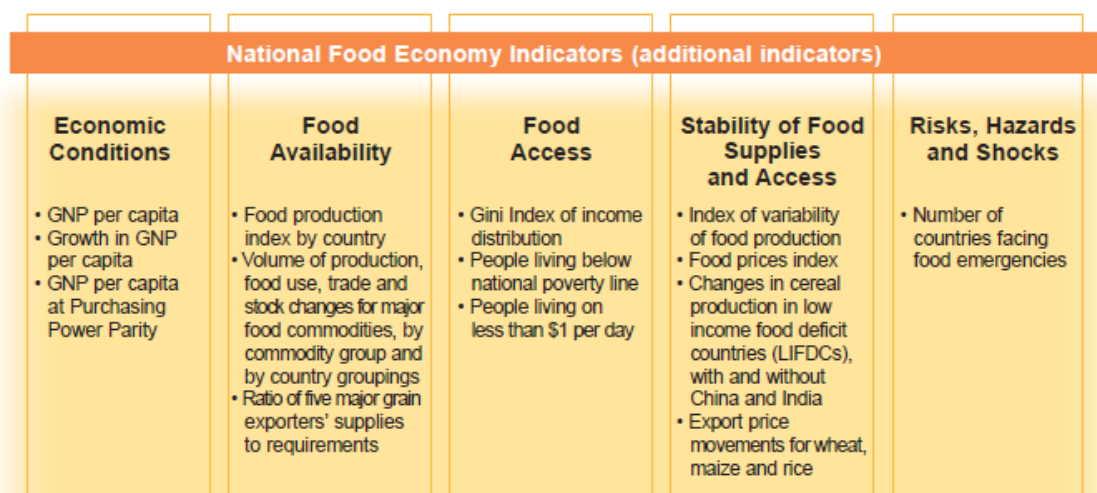 National Food Economy Indicators (additional indicators)
Economic
Conditions
• GNP per capita
• Growth in GNP
per capita
• GNP per capita
at Purchasing
Power Parity
Food
Availability
• Food production
index by country
• Volume of production,
food use, trade and
stock changes for major
food commodities, by
commodity group and
by country groupings
• Ratio of five major grain
exporters’ supplies
to requirements
Food
Access
• Gini Index of income
distribution
• People living below
national poverty line
• People living on
less than $1 per day
Stability of Food
Supplies
and Access
• Index of variability
of food production
• Food prices index
• Changes in cereal
production in low
income food deficit
countries (LIFDCs),
with and without
China and India
• Export price
movements for wheat,
maize and rice
Risks, Hazards
and Shocks
• Number of
countries facing
food emergencies